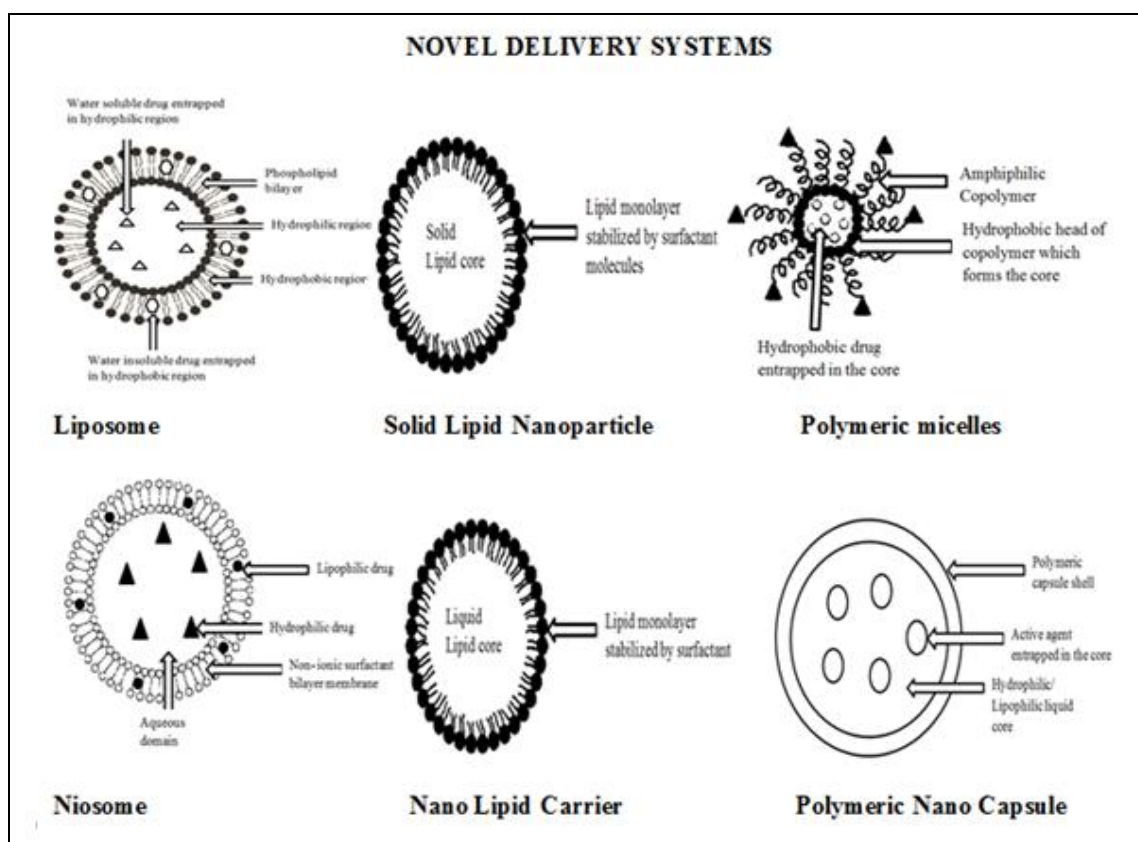 NOVEL DELIVERY SYSTEMS
Water soluble drug entrapped
in hydrophilic region
Phospholipid
bilayer
Hydrophilic region
Hydrophobic region
Water insoluble drug entrapped
in hydrophobic region
Liposome
Solid
Lipid core
Lipid monolayer
stabilized by surfactant
molecules
Solid Lipid Nanoparticle
Amphiphilic
Copolymer
Hydrophobic head of
copolymer which
forms the core
Hydrophobic drug
entrapped in the core
Polymeric micelles
Lipophilic drug
Hydrophilic drug
Non-ionic surfactant
bilayer membrane
Aqueous
domain
Niosome
Liquid
Lipid core
Lipid monolayer
stabilized by surfactant
Nano Lipid Carrier
Polymeric
capsule shell
Active agent
entrapped in the core
Hydrophilic/
Lipophilic liquid
core
Polymeric Nano Capsule